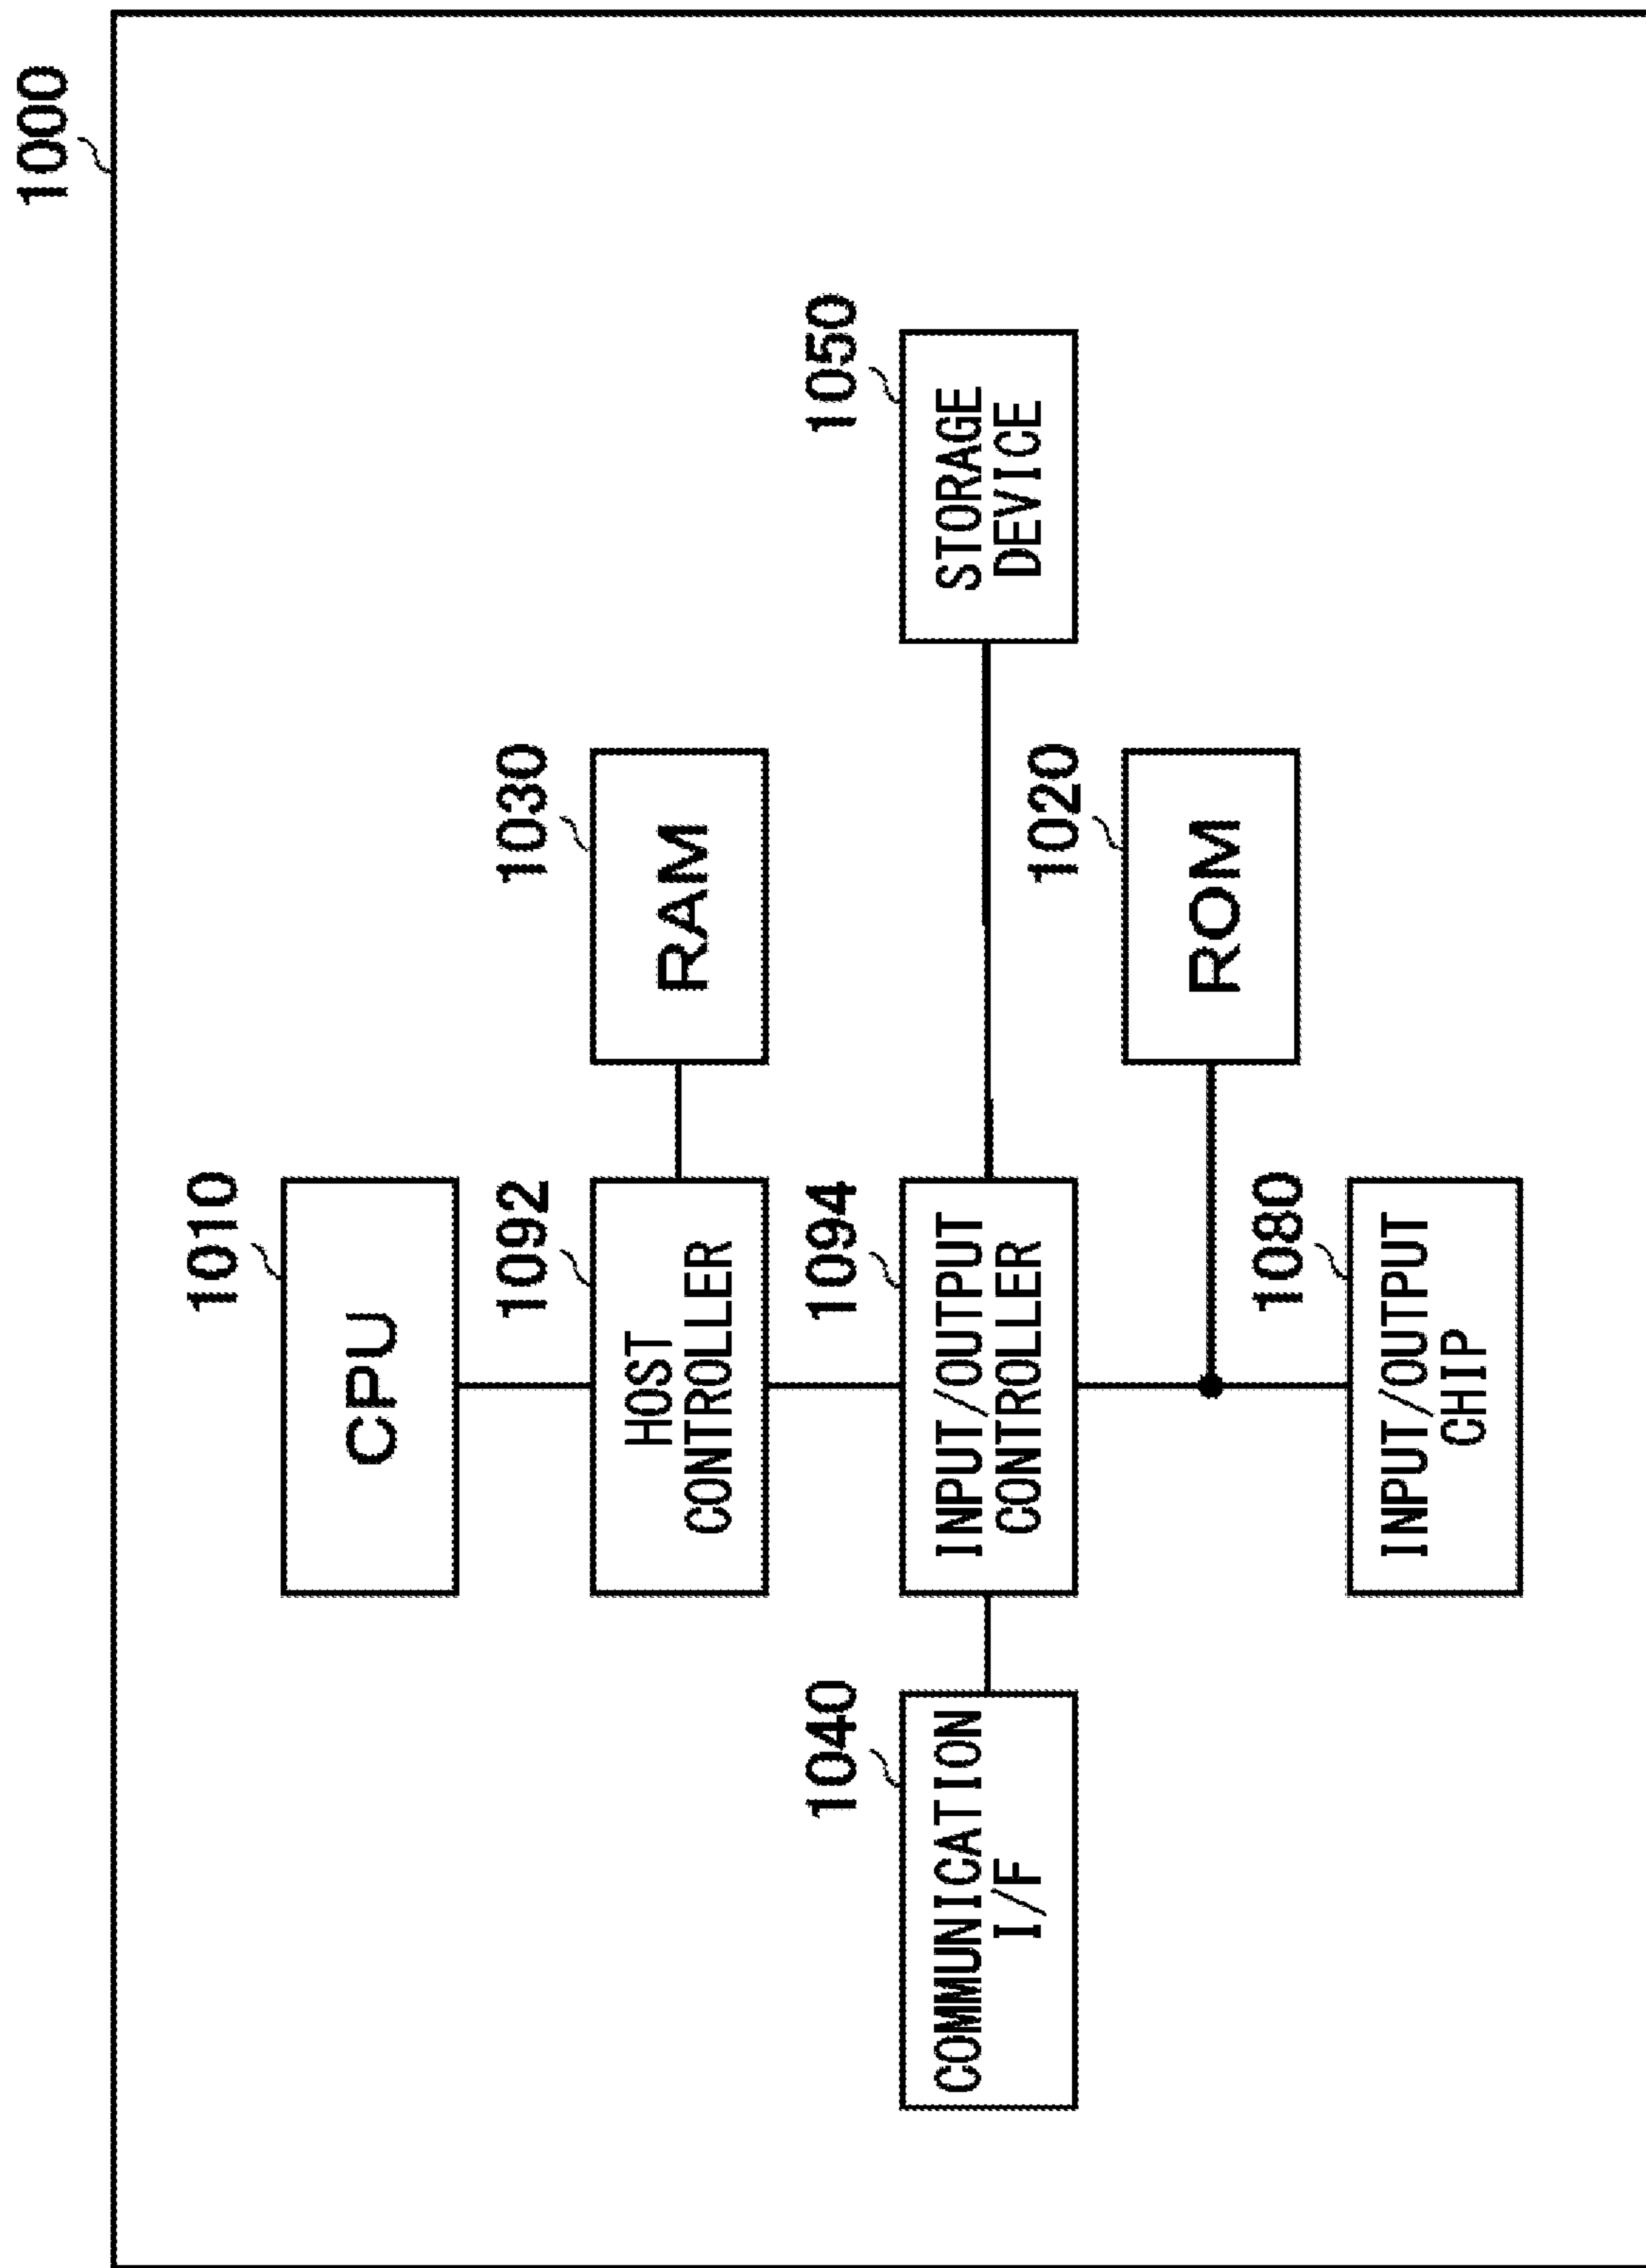 1000
1010
CPU
1092
HOST
CONTROLLER
1030
RAM
1040
COMMUNICATION
I/F
1094
INPUT/OUTPUT
CONTROLLER
1050
STORAGE
DEVICE
1020
ROM
1080
INPUT/OUTPUT
CHIP